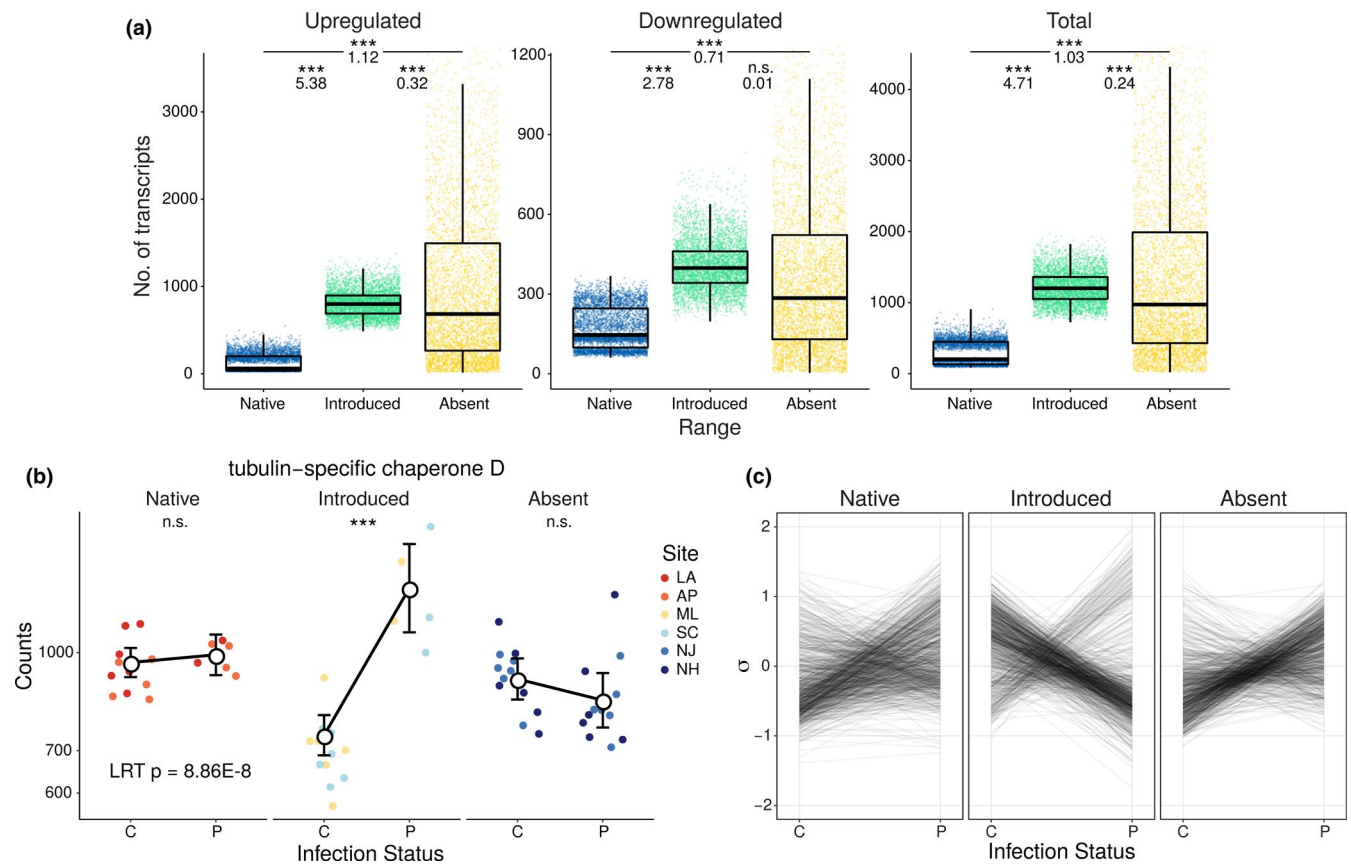 (a)
Upregulated Downregulated Total
*** *** ***
1.12 0.71 1.03
*** *** *** n.s. *** ***
5.38 0.32 2.78 0.01 4.71 0.24
No. of transcripts
3000
2000
1000
0
1200
900
600
300
0
4000
3000
2000
1000
0
Native Introduced Absent Native Introduced Absent Native Introduced Absent
Range
(b)
tubulin−specific chaperone D
Native Introduced Absent
n.s. *** n.s.
Counts
1000
700
600
LRT p = 8.86E-8
C P C P C P
Infection Status
Site
LA
AP
ML
SC
NJ
NH
(c)
Native Introduced Absent
σ
2
1
0
−1
−2
C P C P C P
Infection Status